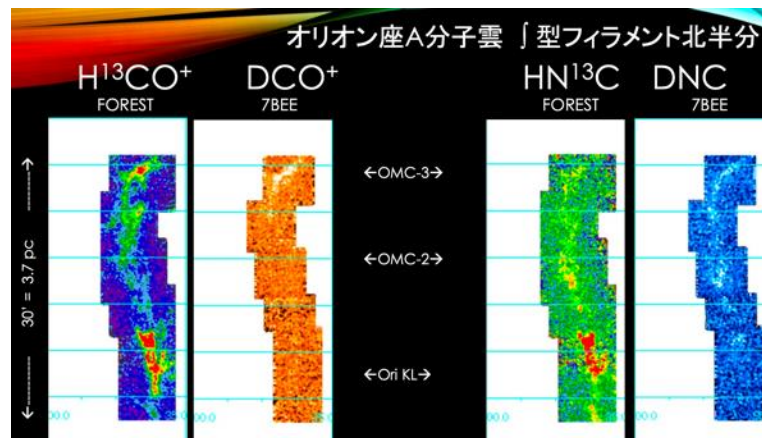 オリオン座A分子雲 ∫型フィラメント北半分
H¹³CO⁺
FOREST
DCO⁺
7BEE
HN¹³C
FOREST
DNC
7BEE
30' = 3.7 pc
←OMC-3→
←OMC-2→
←Ori KL→